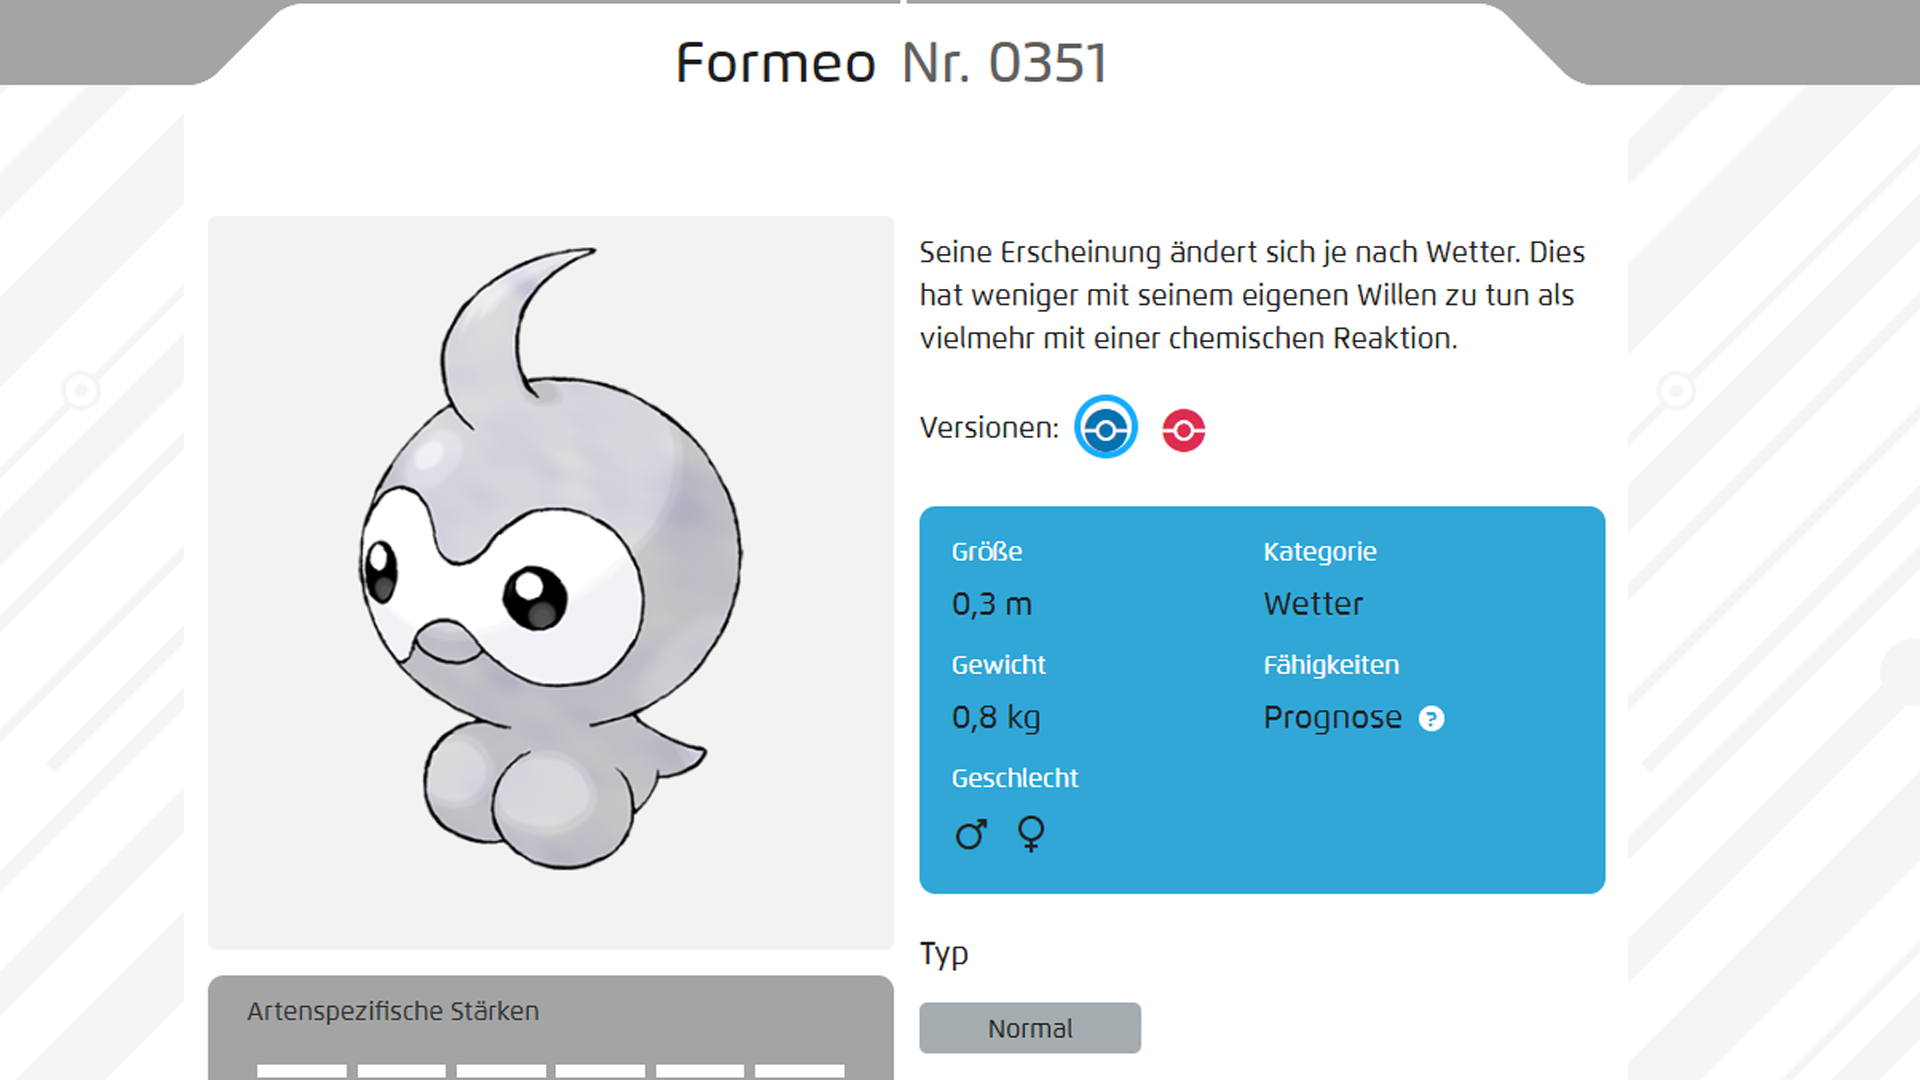 Formeo Nr. 0351
Seine Erscheinung ändert sich je nach Wetter. Dies
hat weniger mit seinem eigenen Willen zu tun als
vielmehr mit einer chemischen Reaktion.
Versionen:
Größe
0,3 m
Gewicht
0,8 kg
Geschlecht
♂ ♀
Kategorie
Wetter
Fähigkeiten
Prognose ?
Typ
Normal
Artenspezifische Stärken